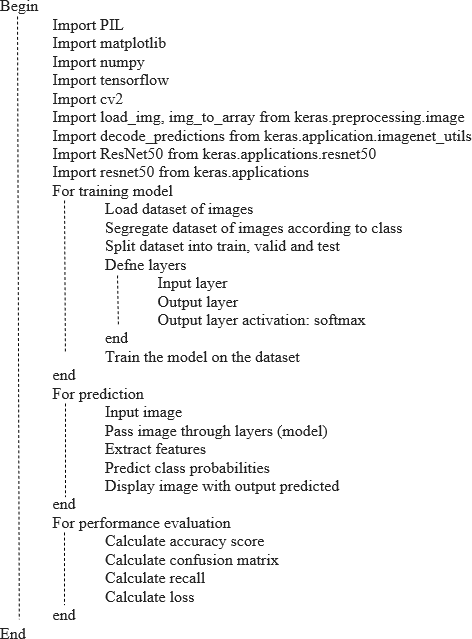 Begin
Import PIL
Import matplotlib
Import numpy
Import tensorflow
Import cv2
Import load_img, img_to_array from keras.preprocessing.image
Import decode_predictions from keras.application.imagenet_utils
Import ResNet50 from keras.applications.resnet50
Import resnet50 from keras.applications
For training model
Load dataset of images
Segregate dataset of images according to class
Split dataset into train, valid and test
Defne layers
Input layer
Output layer
Output layer activation: softmax
end
Train the model on the dataset
end
For prediction
Input image
Pass image through layers (model)
Extract features
Predict class probabilities
Display image with output predicted
end
For performance evaluation
Calculate accuracy score
Calculate confusion matrix
Calculate recall
Calculate loss
end
End